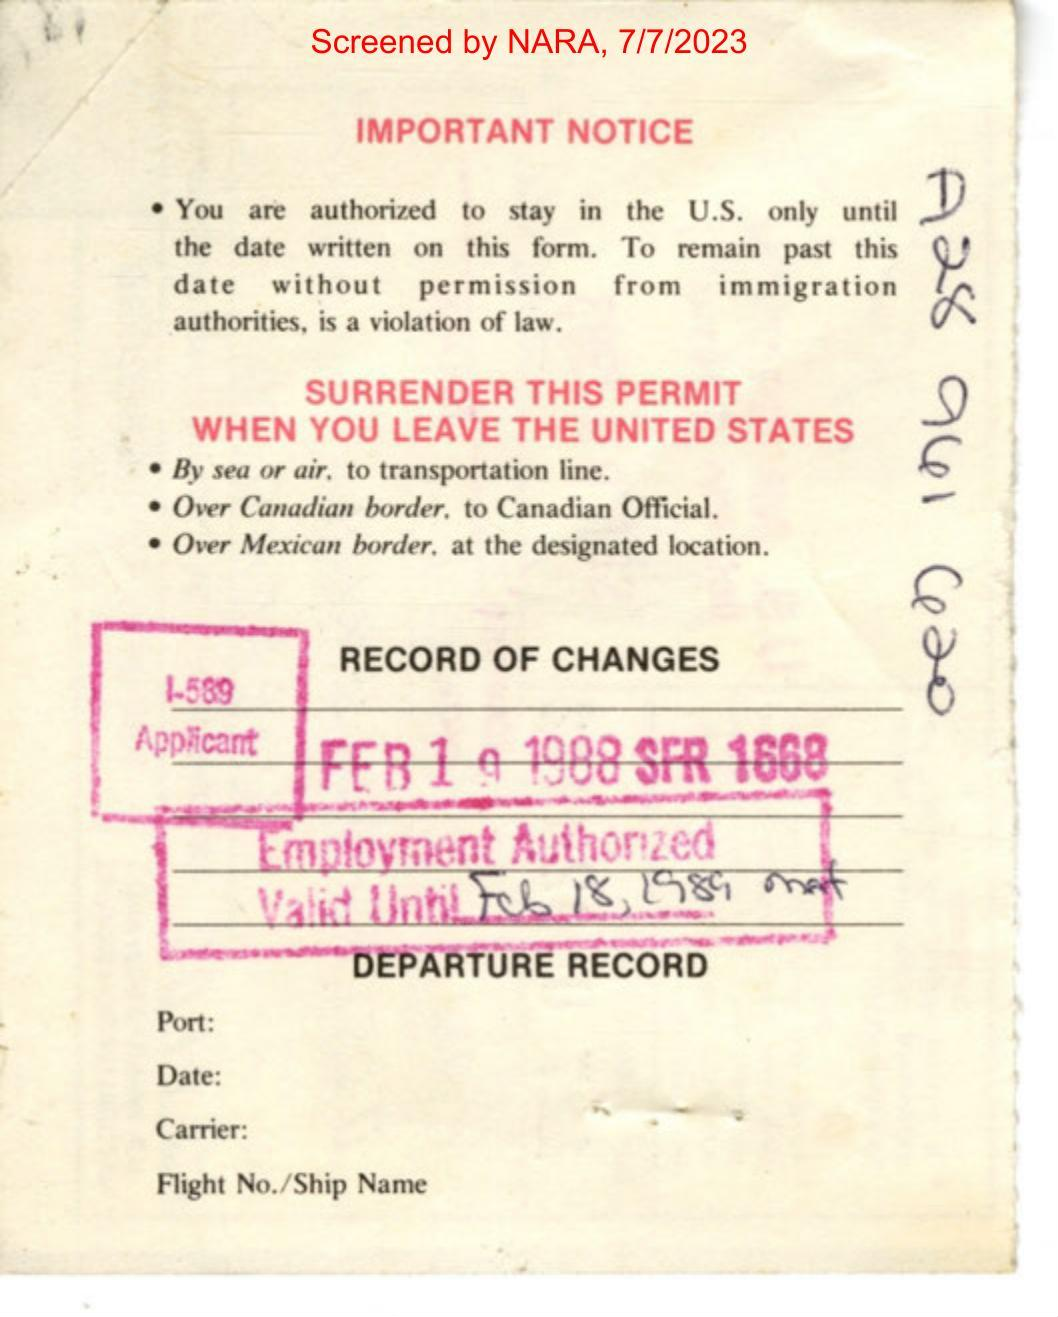 Screened by NARA, 7/7/2023
IMPORTANT NOTICE
• You are authorized to stay in the U.S. only until
the date written on this form. To remain past this
date without permission from immigration
authorities, is a violation of law.
SURRENDER THIS PERMIT
WHEN YOU LEAVE THE UNITED STATES
• By sea or air, to transportation line.
• Over Canadian border, to Canadian Official.
• Over Mexican border, at the designated location.
D28 961 620
RECORD OF CHANGES
I-589
Applicant
FEB 19 1988 SFR 1668
Employment Authorized
Valid Until Feb 18, 1989
DEPARTURE RECORD
Port:
Date:
Carrier:
Flight No./Ship Name